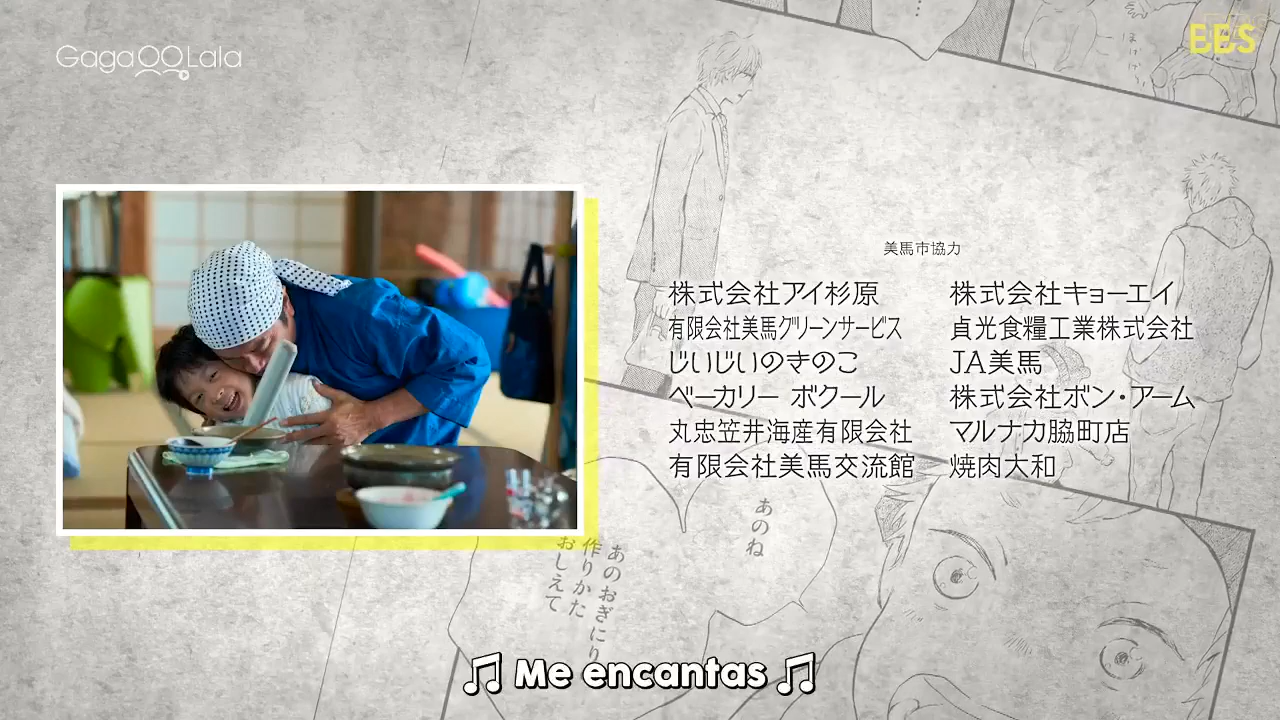 GagaOOLala
EES
美馬市協力
株式会社アイ杉原
有限会社美馬グリーンサービス
じいじいのきのこ
ベーカリー ボクール
丸忠笠井海産有限会社
有限会社美馬交流館
株式会社キョーエイ
貞光食糧工業株式会社
JA美馬
株式会社ボン・アーム
マルナカ脇町店
焼肉大和
あのね
あのおぎにり
作りかた
おしえて
♫ Me encantas ♫